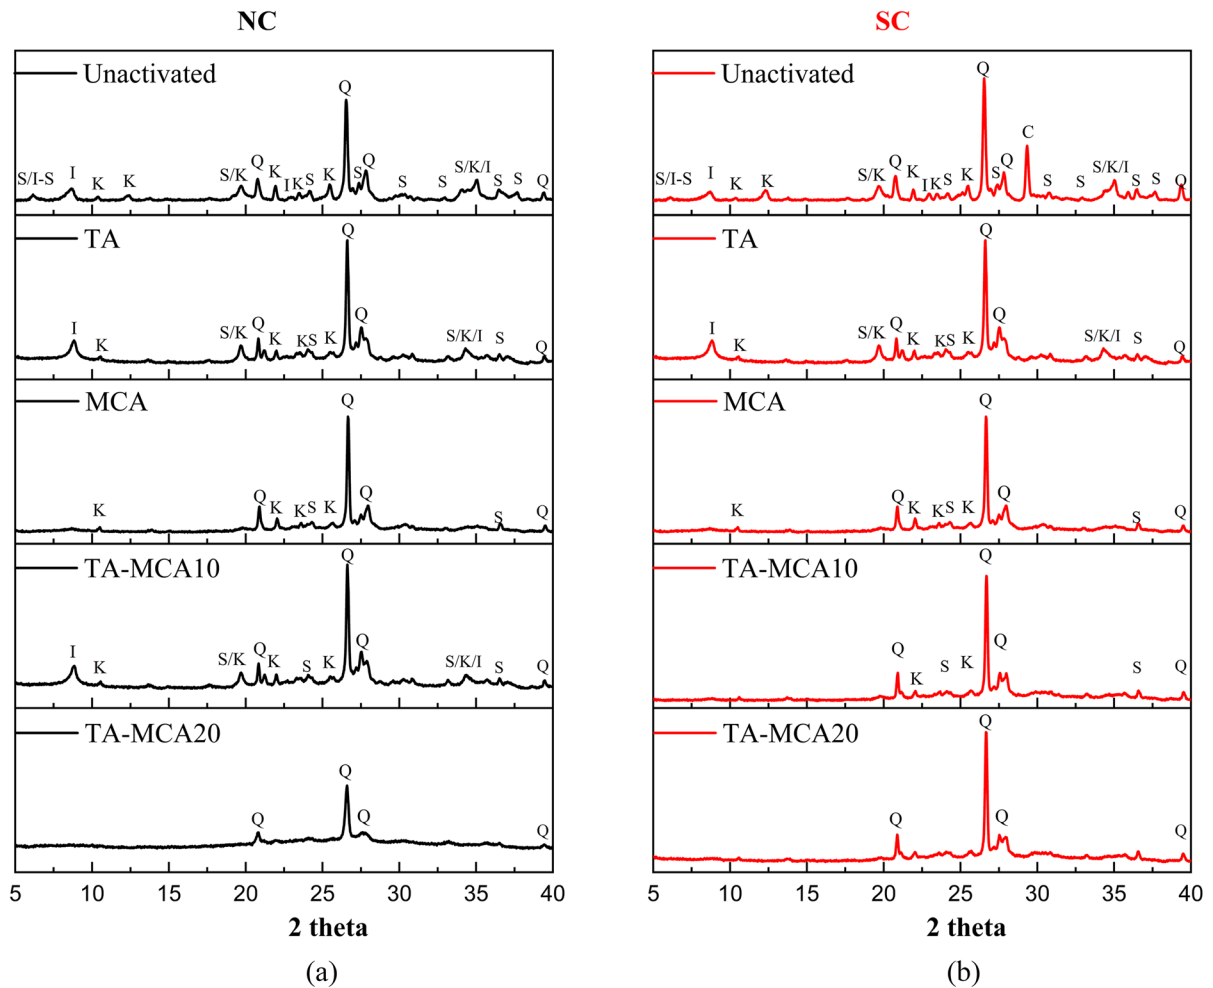 NC
Unactivated
Q
S/I-S I K K S/K Q K I K S K S Q S S S/K/I S S Q
TA
Q
I K S/K Q K K S K Q S/K/I S Q
MCA
Q
K Q K K S K Q S Q
TA-MCA10
Q
I K S/K Q K S K Q S/K/I S Q
TA-MCA20
Q
Q Q Q
5 10 15 20 25 30 35 40
2 theta
(a)
SC
Unactivated
Q
C
S/I-S I K K S/K Q K I K S K S Q S S S/K/I S S Q
TA
Q
I K S/K Q K K S K Q S/K/I S Q
MCA
Q
K Q K K S K Q S Q
TA-MCA10
Q
Q K S K Q S Q
TA-MCA20
Q
Q Q Q
5 10 15 20 25 30 35 40
2 theta
(b)